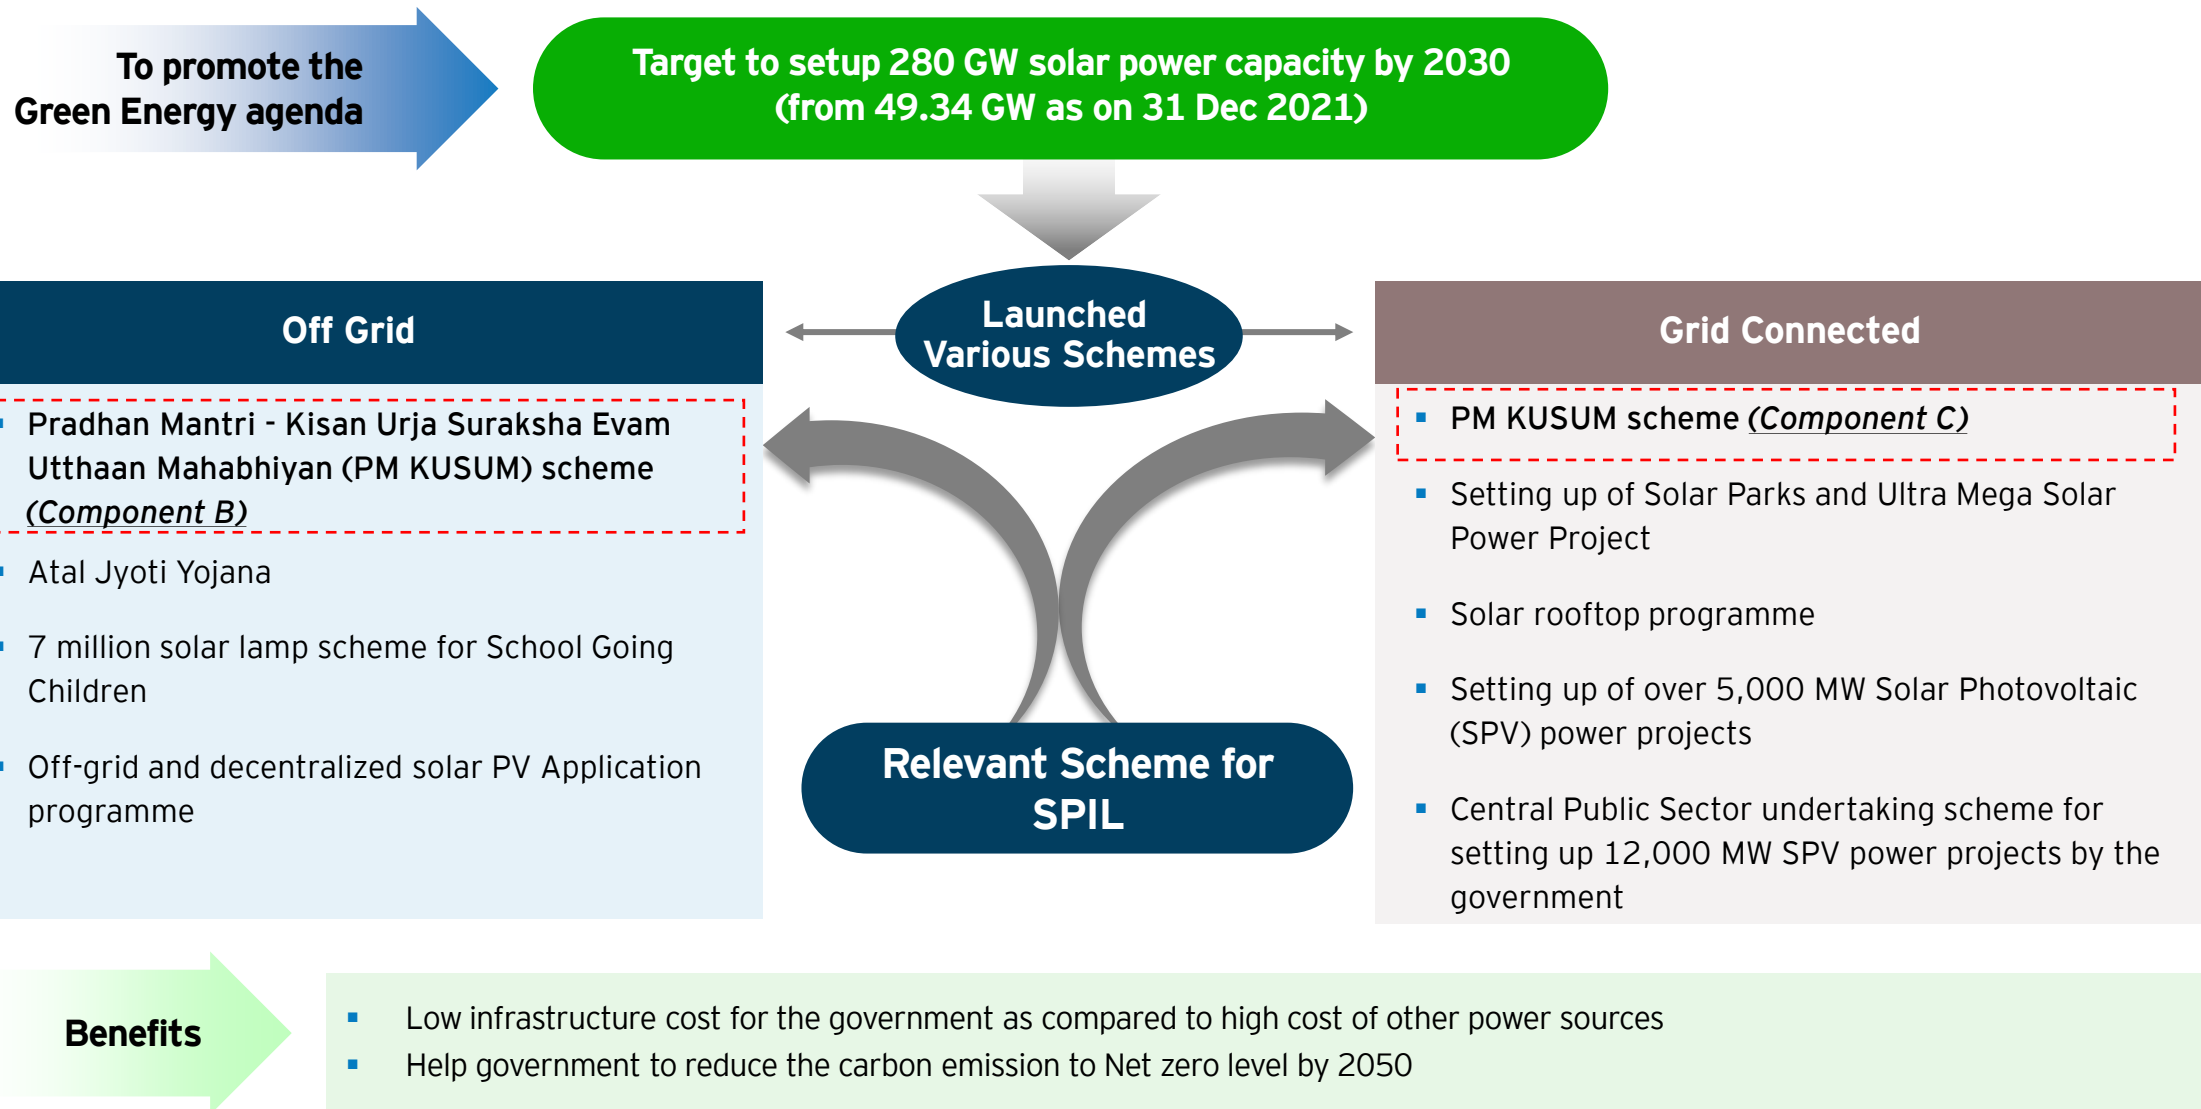 To promote the
Green Energy agenda
Target to setup 280 GW solar power capacity by 2030
(from 49.34 GW as on 31 Dec 2021)
Launched
Various Schemes
Off Grid
Pradhan Mantri - Kisan Urja Suraksha Evam
Utthaan Mahabhiyan (PM KUSUM) scheme
(Component B)
Atal Jyoti Yojana
7 million solar lamp scheme for School Going
Children
Off-grid and decentralized solar PV Application
programme
Grid Connected
PM KUSUM scheme (Component C)
Setting up of Solar Parks and Ultra Mega Solar
Power Project
Solar rooftop programme
Setting up of over 5,000 MW Solar Photovoltaic
(SPV) power projects
Central Public Sector undertaking scheme for
setting up 12,000 MW SPV power projects by the
government
Relevant Scheme for
SPIL
Benefits
Low infrastructure cost for the government as compared to high cost of other power sources
Help government to reduce the carbon emission to Net zero level by 2050